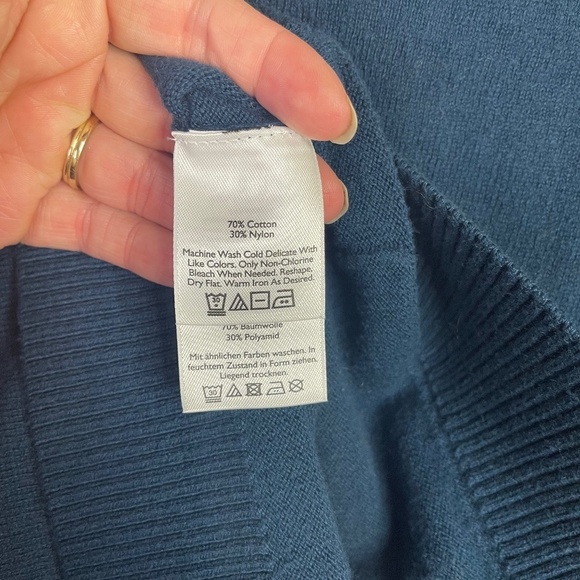 70% Cotton
30% Nylon
Machine Wash Cold Delicate With
Like Colors. Only Non-Chlorine
Bleach When Needed. Reshape,
Dry Flat. Warm Iron As Desired.
30
70% Baumwolle
30% Polyamid
Mit ähnlichen Farben waschen. In
feuchtem Zustand in Form ziehen.
Liegend trocknen.
30